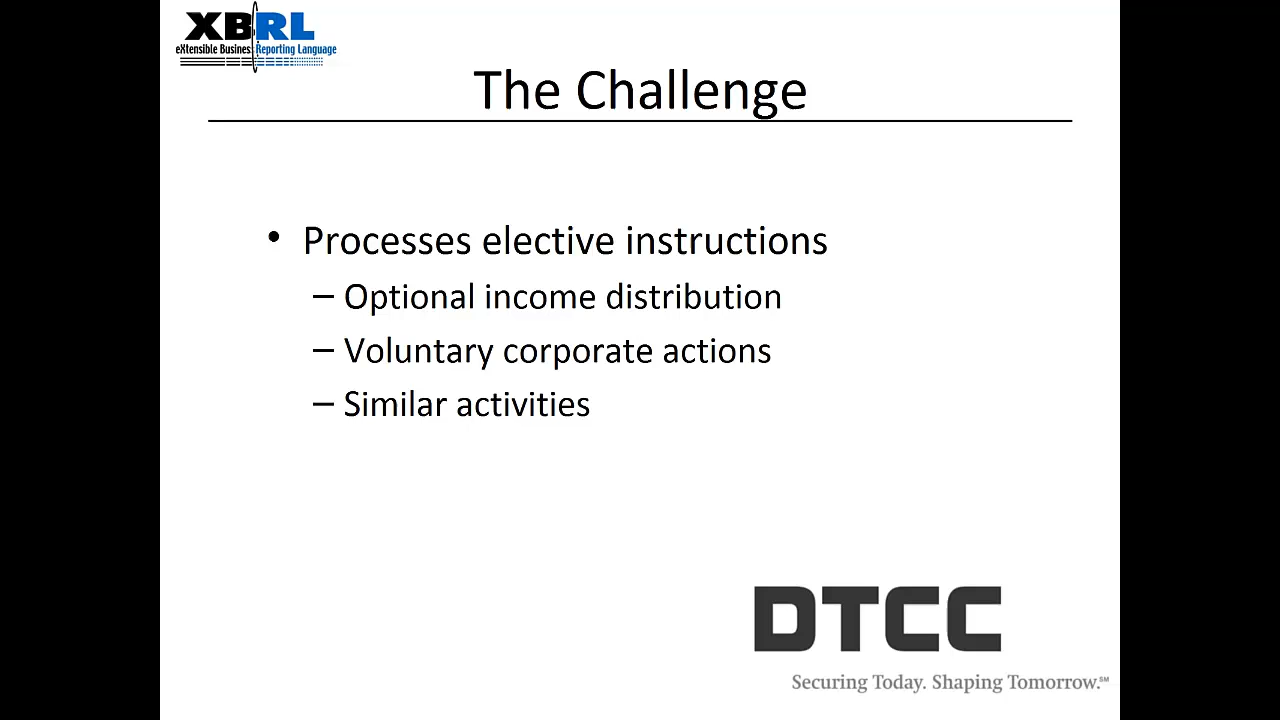 XBRL
eXtensible Business Reporting Language
The Challenge
• Processes elective instructions
– Optional income distribution
– Voluntary corporate actions
– Similar activities
DTCC
Securing Today. Shaping Tomorrow.℠